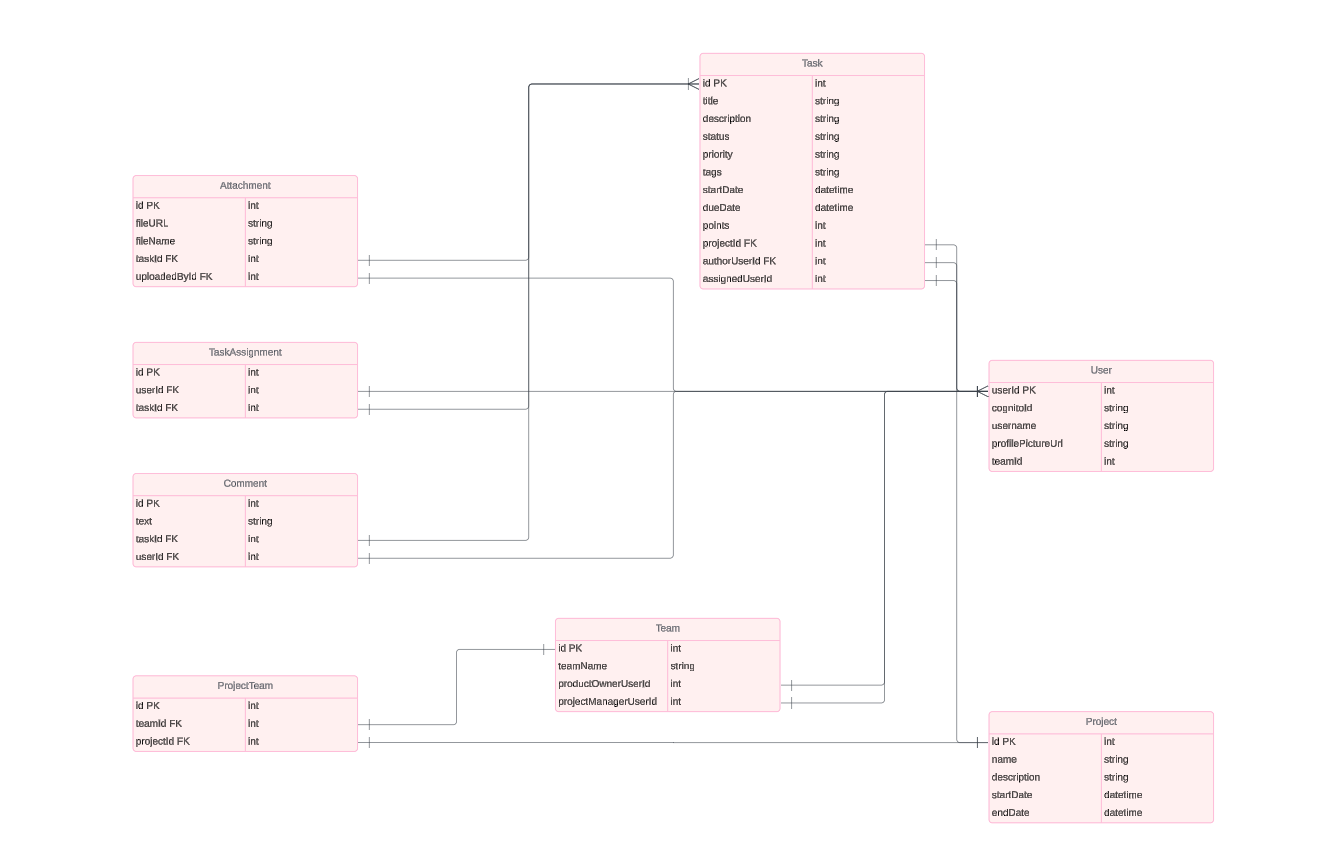 Task
id PK int
title string
description string
status string
priority string
tags string
startDate datetime
dueDate datetime
points int
projectId FK int
authorUserId FK int
assignedUserId int
Attachment
id PK int
fileURL string
fileName string
taskId FK int
uploadedById FK int
TaskAssignment
id PK int
userId FK int
taskId FK int
User
userId PK int
cognitoId string
username string
profilePictureUrl string
teamId int
Comment
id PK int
text string
taskId FK int
userId FK int
Team
id PK int
teamName string
productOwnerUserId int
projectManagerUserId int
ProjectTeam
id PK int
teamId FK int
projectId FK int
Project
id PK int
name string
description string
startDate datetime
endDate datetime